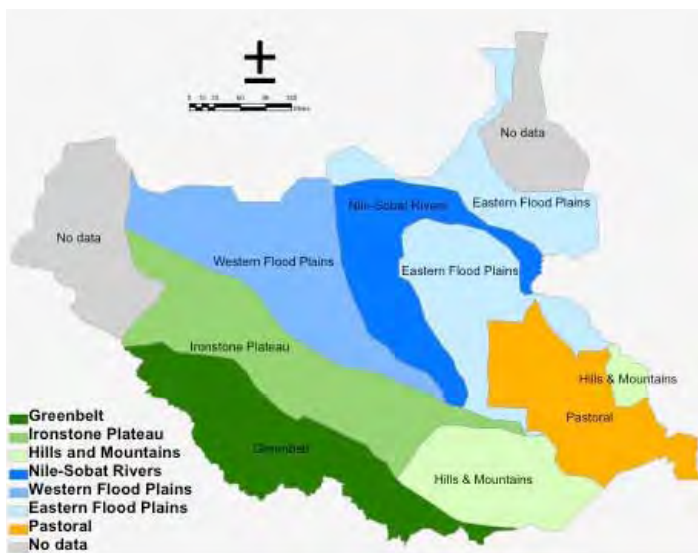 No data
Eastern Flood Plains
Nile-Sobat Rivers
No data
Western Flood Plains
Eastern Flood Plains
Ironstone Plateau
Hills & Mountains
Pastoral
Greenbelt
Hills & Mountains
Greenbelt
Ironstone Plateau
Hills and Mountains
Nile-Sobat Rivers
Western Flood Plains
Eastern Flood Plains
Pastoral
No data